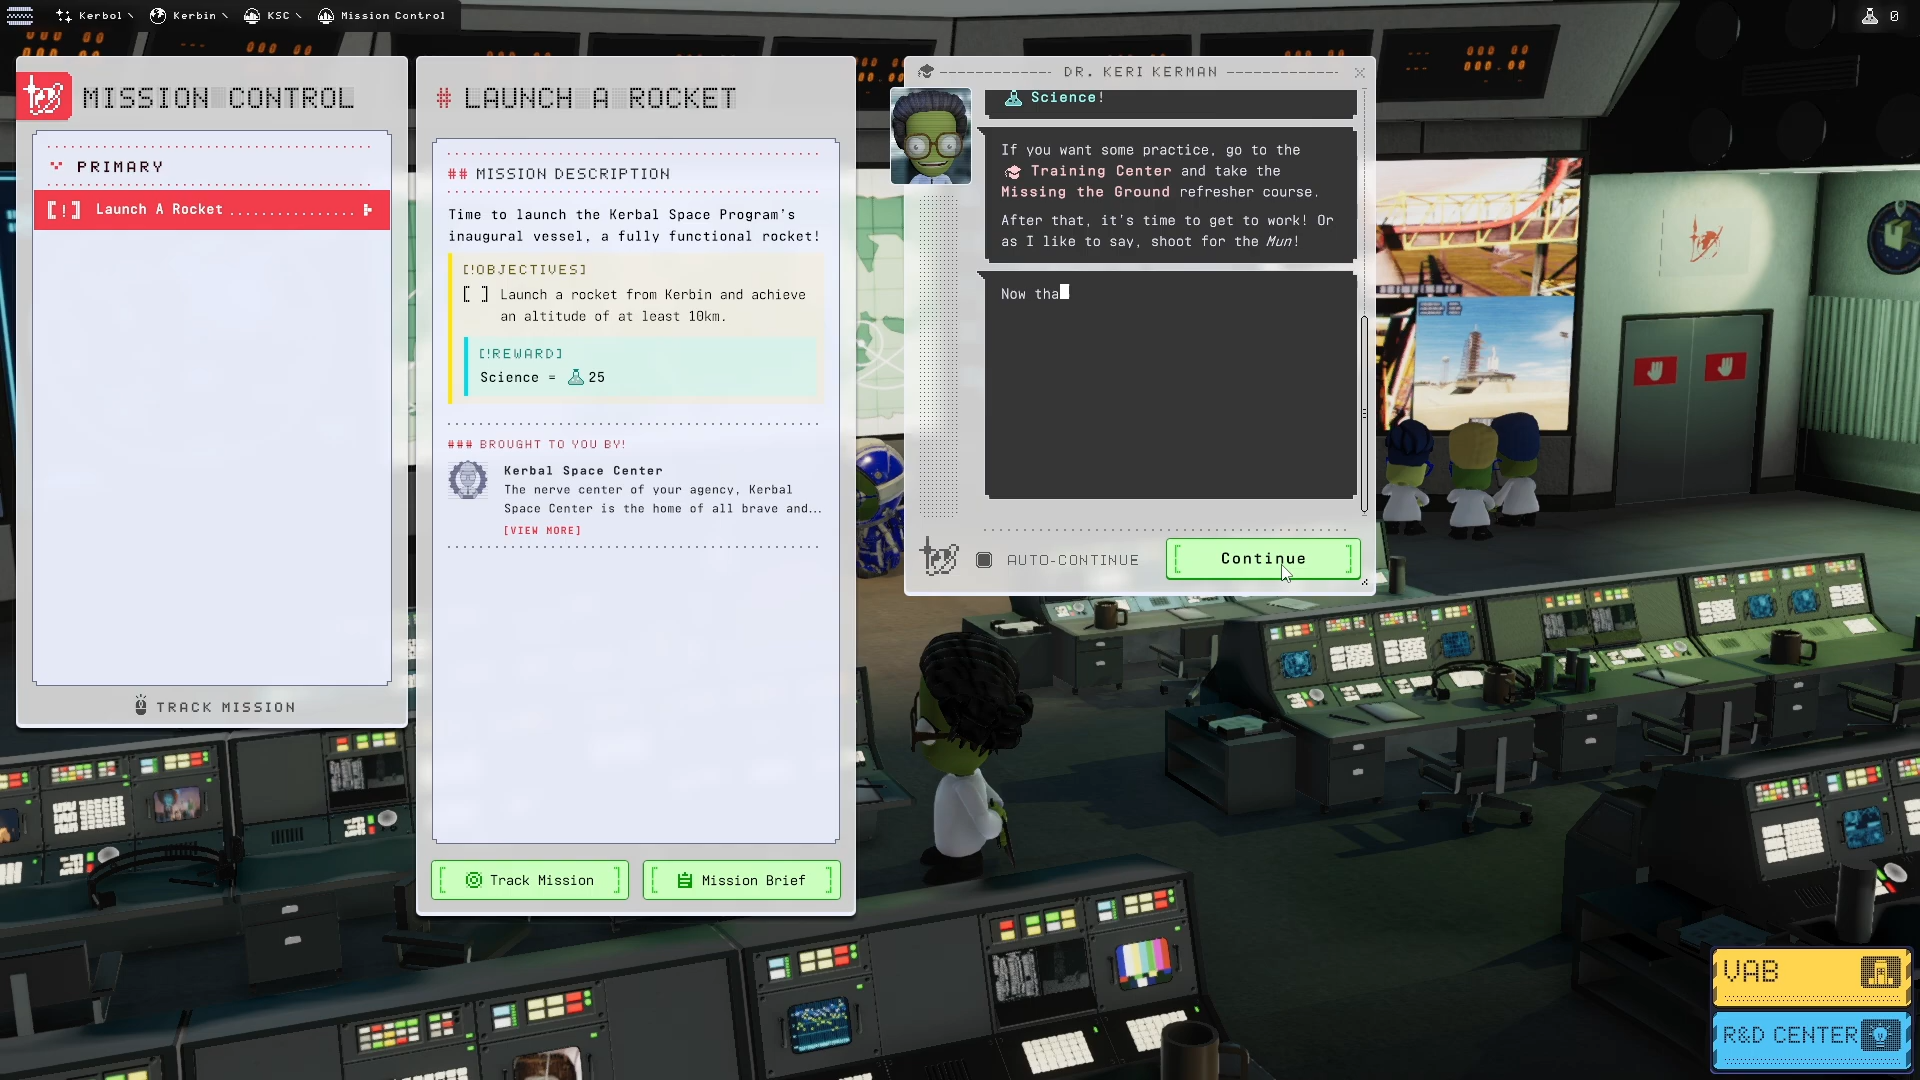 Kerbol \ Kerbin \ KSC \ Mission Control
0
MISSION CONTROL
PRIMARY
[!] Launch A Rocket
TRACK MISSION
# LAUNCH A ROCKET
## MISSION DESCRIPTION
Time to launch the Kerbal Space Program's
inaugural vessel, a fully functional rocket!
[!OBJECTIVES]
[ ] Launch a rocket from Kerbin and achieve
an altitude of at least 10km.
[!REWARD]
Science = 25
### BROUGHT TO YOU BY!
Kerbal Space Center
The nerve center of your agency, Kerbal
Space Center is the home of all brave and...
[VIEW MORE]
Track Mission
Mission Brief
DR. KERI KERMAN
Science!
If you want some practice, go to the
Training Center and take the
Missing the Ground refresher course.
After that, it's time to get to work! Or
as I like to say, shoot for the Mun!
Now tha
AUTO-CONTINUE
Continue
VAB
R&D CENTER